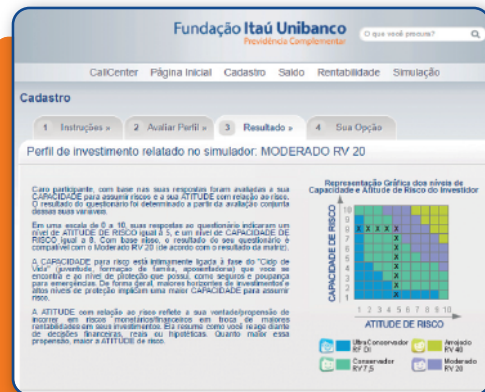 Fundação Itaú Unibanco
Previdência Complementar
O que você procura?
CallCenter Página Inicial Cadastro Saldo Rentabilidade Simulação
Cadastro
1 Instruções » 2 Avaliar Perfil » 3 Resultado » 4 Sua Opção
Perfil de investimento relatado no simulador: MODERADO RV 20
Caro participante, com base nas suas respostas foram avaliadas a sua
CAPACIDADE para assumir riscos e a sua ATITUDE com relação ao risco.
O resultado do questionário foi determinado a partir da avaliação conjunta
dessas suas variáveis.
Em uma escala de 0 a 10, suas respostas ao questionário indicaram um
nível de ATITUDE DE RISCO igual a 5, e um nível de CAPACIDADE DE
RISCO igual a 8. Com base nisso, o resultado do seu questionário é
compatível com o Moderado RV 20 (de acordo com o resultado da matriz).
A CAPACIDADE para risco está intimamente ligada à fase do "Ciclo de
Vida" (juventude, formação de família, aposentadoria) que você se
encontra e ao nível de proteção que possui, como seguros e poupança
para emergências. De forma geral, maiores horizontes de investimentos e
altos níveis de proteção implicam uma maior CAPACIDADE para assumir
risco.
A ATITUDE com relação ao risco reflete a sua vontade/propensão de
incorrer em riscos monetários/financeiros em troca de maiores
rentabilidades em seus investimentos. Ela resume como você reage diante
de decisões financeiras, reais ou hipotéticas. Quanto maior essa
propensão, maior a ATITUDE de risco.
Representação Gráfica dos níveis de
Capacidade e Atitude de Risco do Investidor
CAPACIDADE DE RISCO
10
9
8 X X X X X
7 X
6 X
5 X
4 X
3 X
2 X
1 X
1 2 3 4 5 6 7 8 9 10
ATITUDE DE RISCO
UltraConservador
RF DI
Arrojado
RV 40
Conservador
RV 7,5
Moderado
RV 20